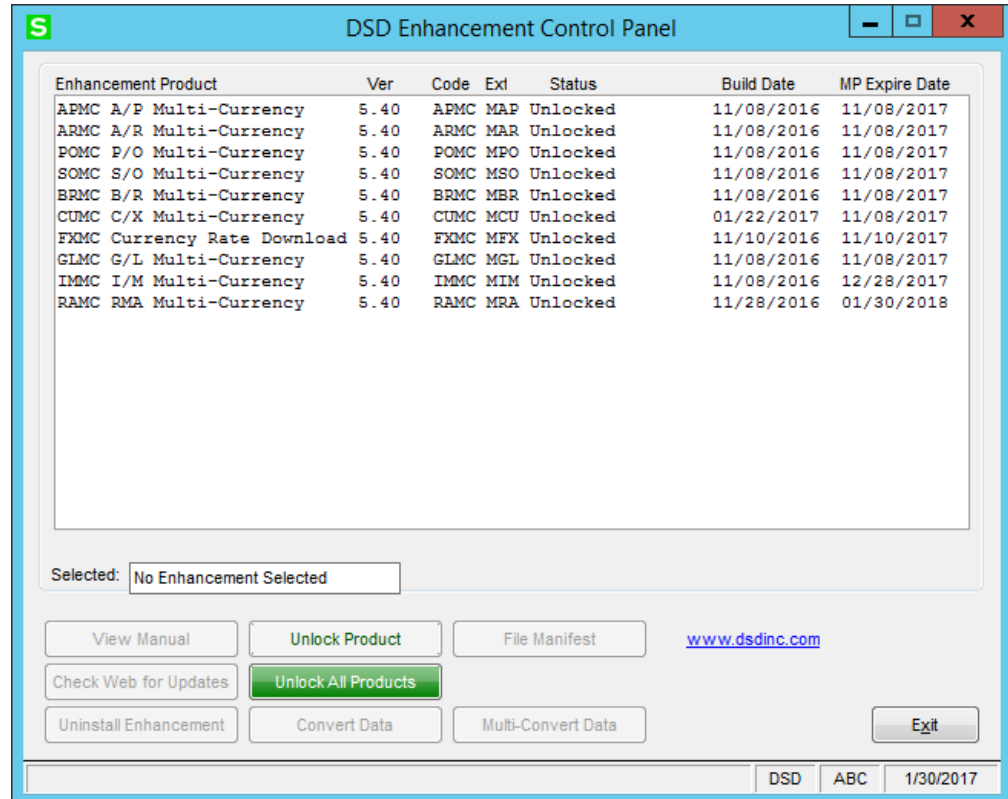 S DSD Enhancement Control Panel x
Enhancement Product Ver Code Ext Status Build Date MP Expire Date
APMC A/P Multi-Currency 5.40 APMC MAP Unlocked 11/08/2016 11/08/2017
ARMC A/R Multi-Currency 5.40 ARMC MAR Unlocked 11/08/2016 11/08/2017
POMC P/O Multi-Currency 5.40 POMC MPO Unlocked 11/08/2016 11/08/2017
SOMC S/O Multi-Currency 5.40 SOMC MSO Unlocked 11/08/2016 11/08/2017
BRMC B/R Multi-Currency 5.40 BRMC MBR Unlocked 11/08/2016 11/08/2017
CUMC C/X Multi-Currency 5.40 CUMC MCU Unlocked 01/22/2017 11/08/2017
FXMC Currency Rate Download 5.40 FXMC MFX Unlocked 11/10/2016 11/10/2017
GLMC G/L Multi-Currency 5.40 GLMC MGL Unlocked 11/08/2016 11/08/2017
IMMC I/M Multi-Currency 5.40 IMMC MIM Unlocked 11/08/2016 12/28/2017
RAMC RMA Multi-Currency 5.40 RAMC MRA Unlocked 11/28/2016 01/30/2018
Selected: No Enhancement Selected
View Manual Unlock Product File Manifest www.dsdinc.com
Check Web for Updates Unlock All Products
Uninstall Enhancement Convert Data Multi-Convert Data Exit
DSD ABC 1/30/2017